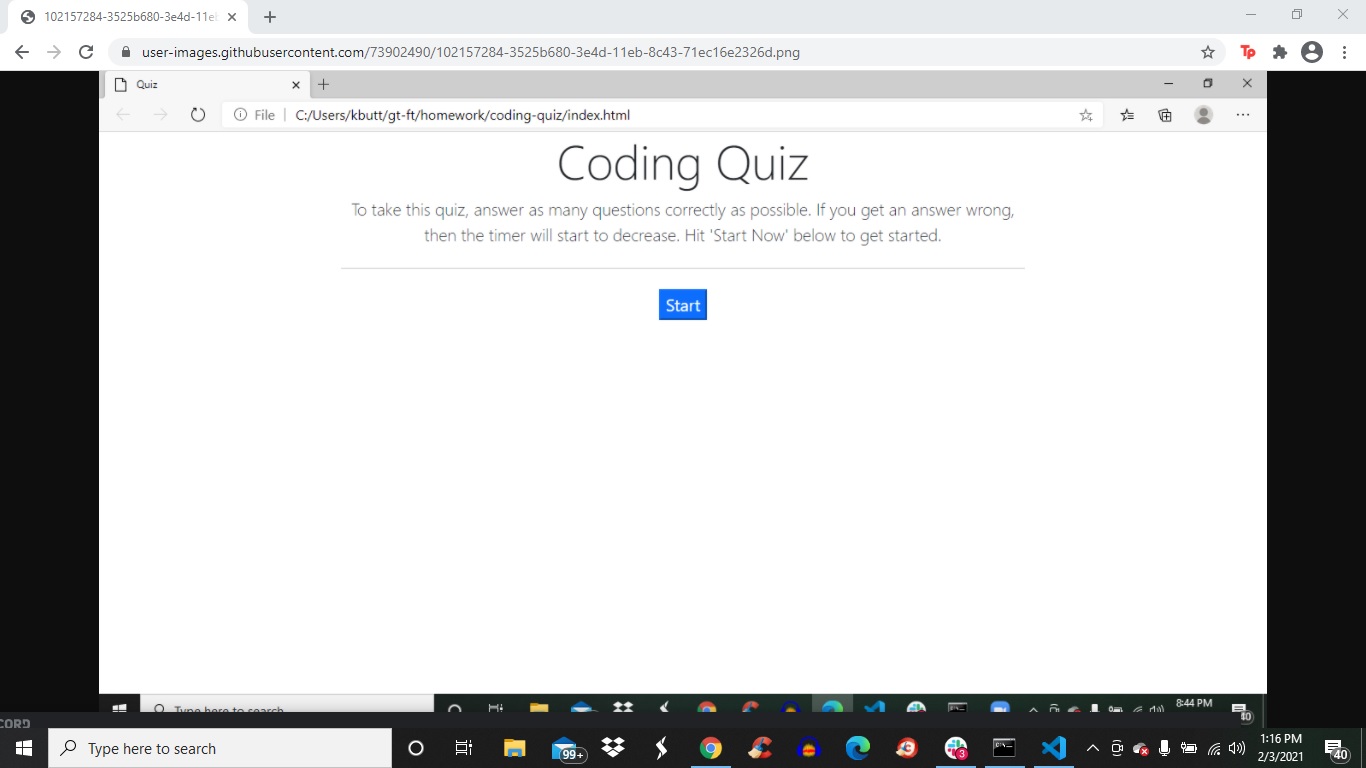 102157284-3525b680-3e4d-11e
user-images.githubusercontent.com/73902490/102157284-3525b680-3e4d-11eb-8c43-71ec16e2326d.png
Tp
Quiz
File | C:/Users/kbutt/gt-ft/homework/coding-quiz/index.html
Coding Quiz
To take this quiz, answer as many questions correctly as possible. If you get an answer wrong,
then the timer will start to decrease. Hit 'Start Now' below to get started.
Start
Type here to search
8:44 PM
40
CORD
Type here to search
99+
3
1:16 PM
2/3/2021
40